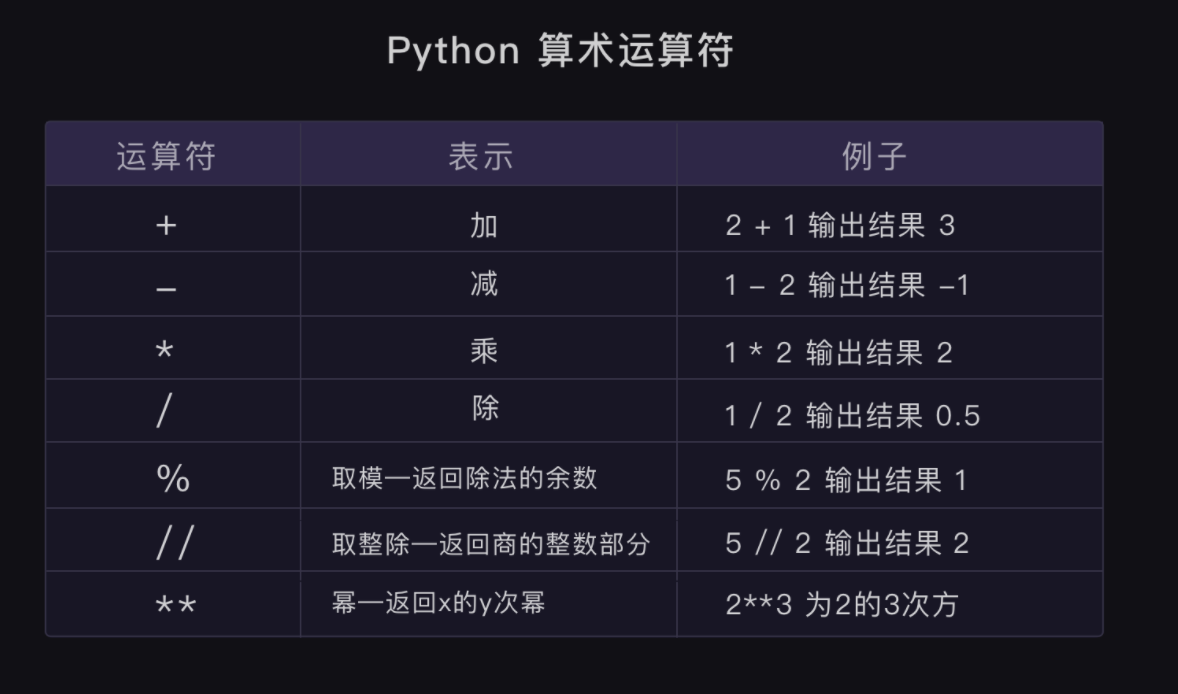 Python 算术运算符
运算符 表示 例子
+ 加 2 + 1 输出结果 3
– 减 1 – 2 输出结果 –1
* 乘 1 * 2 输出结果 2
/ 除 1 / 2 输出结果 0.5
% 取模—返回除法的余数 5 % 2 输出结果 1
// 取整除—返回商的整数部分 5 // 2 输出结果 2
** 幂—返回x的y次幂 2**3 为2的3次方